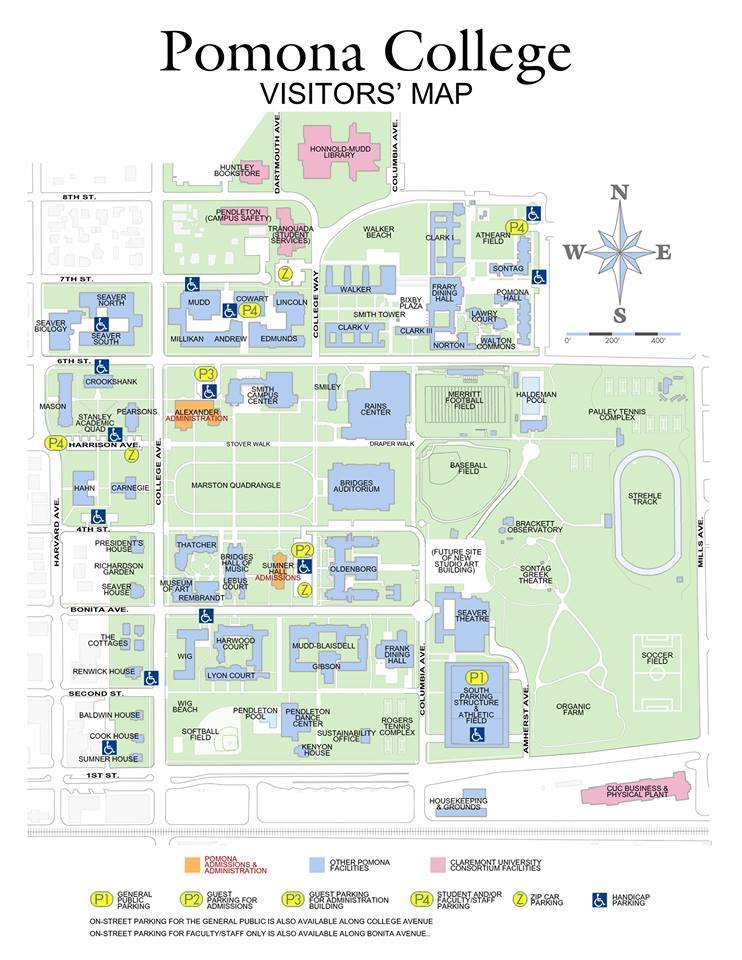 Pomona College
VISITORS' MAP
DARTMOUTH AVE.
COLUMBIA AVE.
HONNOLD-MUDD
LIBRARY
HUNTLEY
BOOKSTORE
8TH ST.
N
W
E
S
0'
200'
400'
PENDLETON
(CAMPUS SAFETY)
TRANQUADA
(STUDENT
SERVICES)
WALKER
BEACH
CLARK I
ATHEARN
FIELD
P4
SONTAG
Z
7TH ST.
COLLEGE WAY
SEAVER
NORTH
SEAVER
BIOLOGY
SEAVER
SOUTH
MUDD
COWART
P4
LINCOLN
MILLIKAN
ANDREW
EDMUNDS
WALKER
FRARY
DINING
HALL
POMONA
HALL
BIXBY
PLAZA
SMITH TOWER
LAWRY
COURT
CLARK V
CLARK III
NORTON
WALTON
COMMONS
6TH ST.
CROOKSHANK
P3
SMITH
CAMPUS
CENTER
SMILEY
RAINS
CENTER
MERRITT
FOOTBALL
FIELD
HALDEMAN
POOL
PAULEY TENNIS
COMPLEX
MASON
STANLEY
ACADEMIC
QUAD
PEARSONS
ALEXANDER
ADMINISTRATION
P4
HARRISON AVE.
Z
STOVER WALK
DRAPER WALK
COLLEGE AVE.
HAHN
CARNEGIE
MARSTON QUADRANGLE
BRIDGES
AUDITORIUM
BASEBALL
FIELD
STREHLE
TRACK
HARVARD AVE.
4TH ST.
BRACKETT
OBSERVATORY
MILLS AVE.
PRESIDENT'S
HOUSE
RICHARDSON
GARDEN
SEAVER
HOUSE
THATCHER
BRIDGES
HALL OF
MUSIC
LEBUS
COURT
MUSEUM
OF ART
REMBRANDT
SUMNER
HALL
ADMISSIONS
P2
Z
OLDENBORG
(FUTURE SITE
OF NEW
STUDIO ART
BUILDING)
SONTAG
GREEK
THEATRE
BONITA AVE.
SEAVER
THEATRE
THE
COTTAGES
RENWICK HOUSE
WIG
HARWOOD
COURT
LYON COURT
MUDD-BLAISDELL
GIBSON
FRANK
DINING
HALL
COLUMBIA AVE.
P1
SOUTH
PARKING
STRUCTURE
&
ATHLETIC
FIELD
AMHERST AVE.
SOCCER
FIELD
ORGANIC
FARM
SECOND ST.
BALDWIN HOUSE
COOK HOUSE
SUMNER HOUSE
WIG
BEACH
SOFTBALL
FIELD
PENDLETON
POOL
PENDLETON
DANCE
CENTER
SUSTAINABILITY
OFFICE
KENYON
HOUSE
ROGERS
TENNIS
COMPLEX
1ST ST.
HOUSEKEEPING
& GROUNDS
CUC BUSINESS &
PHYSICAL PLANT
POMONA
ADMISSIONS &
ADMINISTRATION
OTHER POMONA
FACILITIES
CLAREMONT UNIVERSITY
CONSORTIUM FACILITIES
P1 GENERAL
PUBLIC
PARKING
P2 GUEST
PARKING FOR
ADMISSIONS
P3 GUEST PARKING
FOR ADMINISTRATION
BUILDING
P4 STUDENT AND/OR
FACULTY/STAFF
PARKING
Z ZIP CAR
PARKING
HANDICAP
PARKING
ON-STREET PARKING FOR THE GENERAL PUBLIC IS ALSO AVAILABLE ALONG COLLEGE AVENUE
ON-STREET PARKING FOR FACULTY/STAFF ONLY IS ALSO AVAILABLE ALONG BONITA AVENUE..